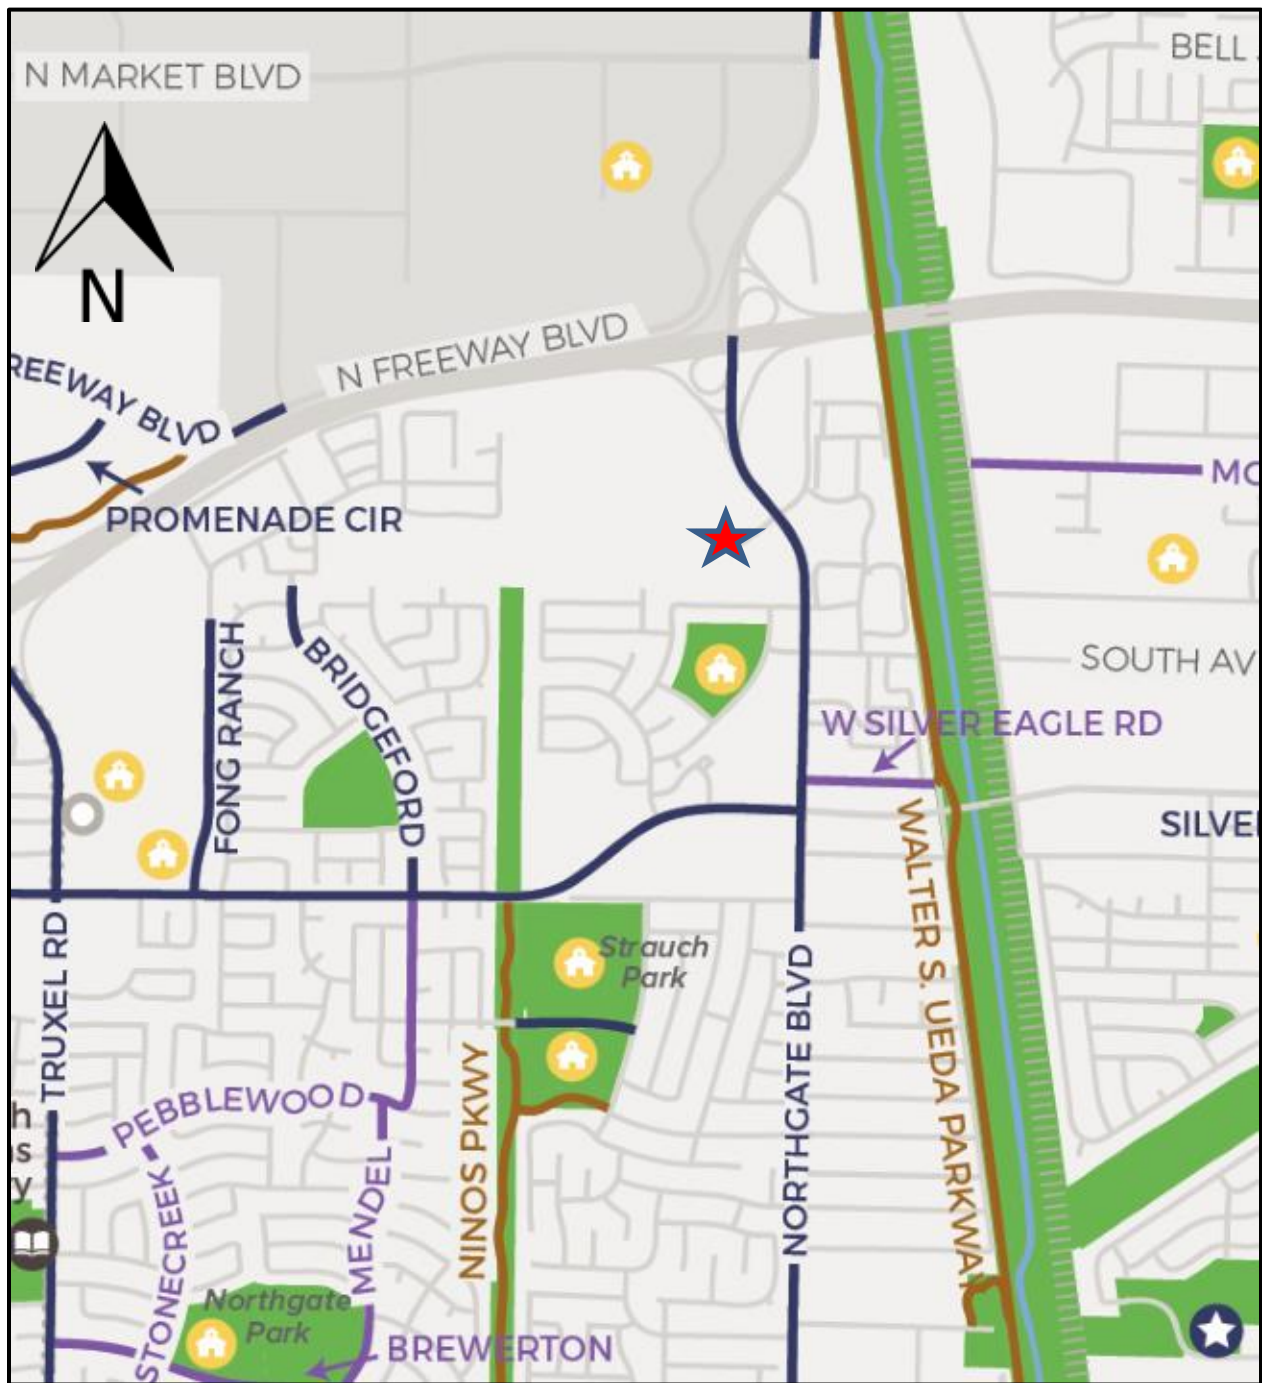 N MARKET BLVD
BELL
N
N FREEWAY BLVD
REEWAY BLVD
PROMENADE CIR
MO
FONG RANCH
BRIDGEFORD
SOUTH AV
W SILVER EAGLE RD
SILVE
WALTER S. UEDA PARKWAY
TRUXEL RD
Strauch
Park
NORTHGATE BLVD
NINOS PKWY
PEBBLEWOOD
h
is
y
STONECREEK
MENDEL
Northgate
Park
BREWERTON